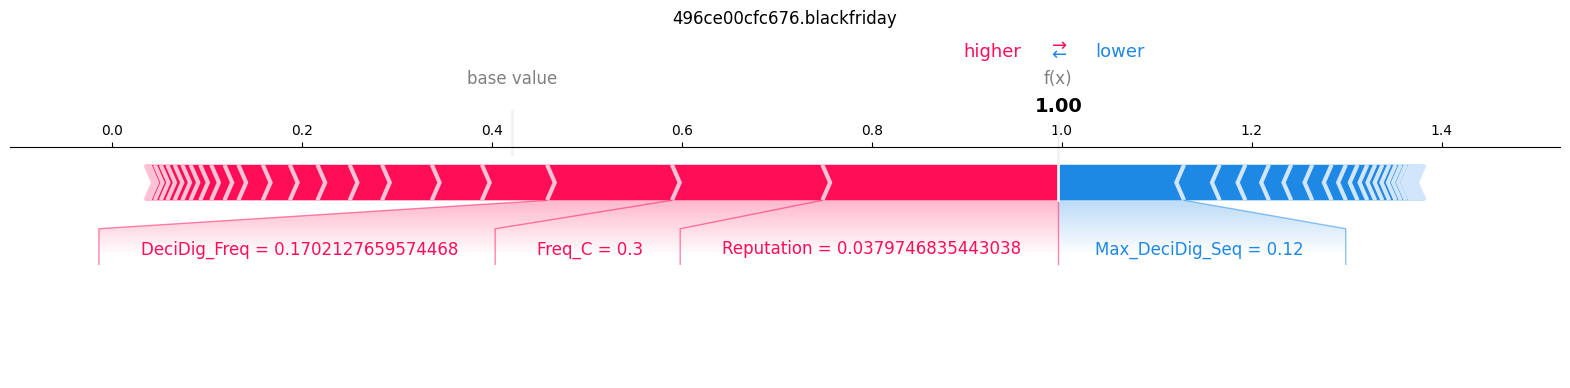 496ce00cfc676.blackfriday
higher → ← lower
base value f(x)
1.00
0.0 0.2 0.4 0.6 0.8 1.0 1.2 1.4
DeciDig_Freq = 0.1702127659574468 Freq_C = 0.3 Reputation = 0.0379746835443038 Max_DeciDig_Seq = 0.12